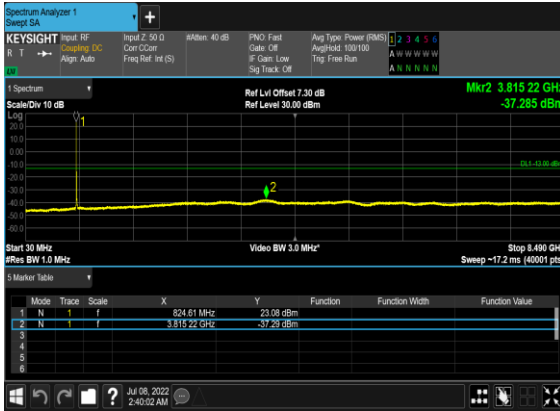 Spectrum Analyzer 1
Swept SA
+
KEYSIGHT Input: RF Input Z: 50 Ω #Atten: 40 dB PNO: Fast Avg Type: Power (RMS) 1 2 3 4 5 6
R T Coupling: DC Corr CCorr Gate: Off Avg|Hold: 100/100 A W W W W W
Align: Auto Freq Ref: Int (S) IF Gain: Low Trig: Free Run
Sig Track: Off A N N N N N
1 Spectrum Ref Lvl Offset 7.30 dB Mkr2 3.815 22 GHz
Scale/Div 10 dB Ref Level 30.00 dBm -37.285 dBm
Log
1
20.0
10.0
0.00
-10.0
DL1 -13.00 dBm
-20.0
-30.0
2
-40.0
-50.0
-60.0
Start 30 MHz Video BW 3.0 MHz* Stop 8.490 GH
#Res BW 1.0 MHz Sweep ~17.2 ms (40001 pts
5 Marker Table
Mode Trace Scale X Y Function Function Width Function Value
1 N 1 f 824.61 MHz 23.08 dBm
2 N 1 f 3.815 22 GHz -37.29 dBm
3
4
5
6
? Jul 08, 2022
2:40:02 AM